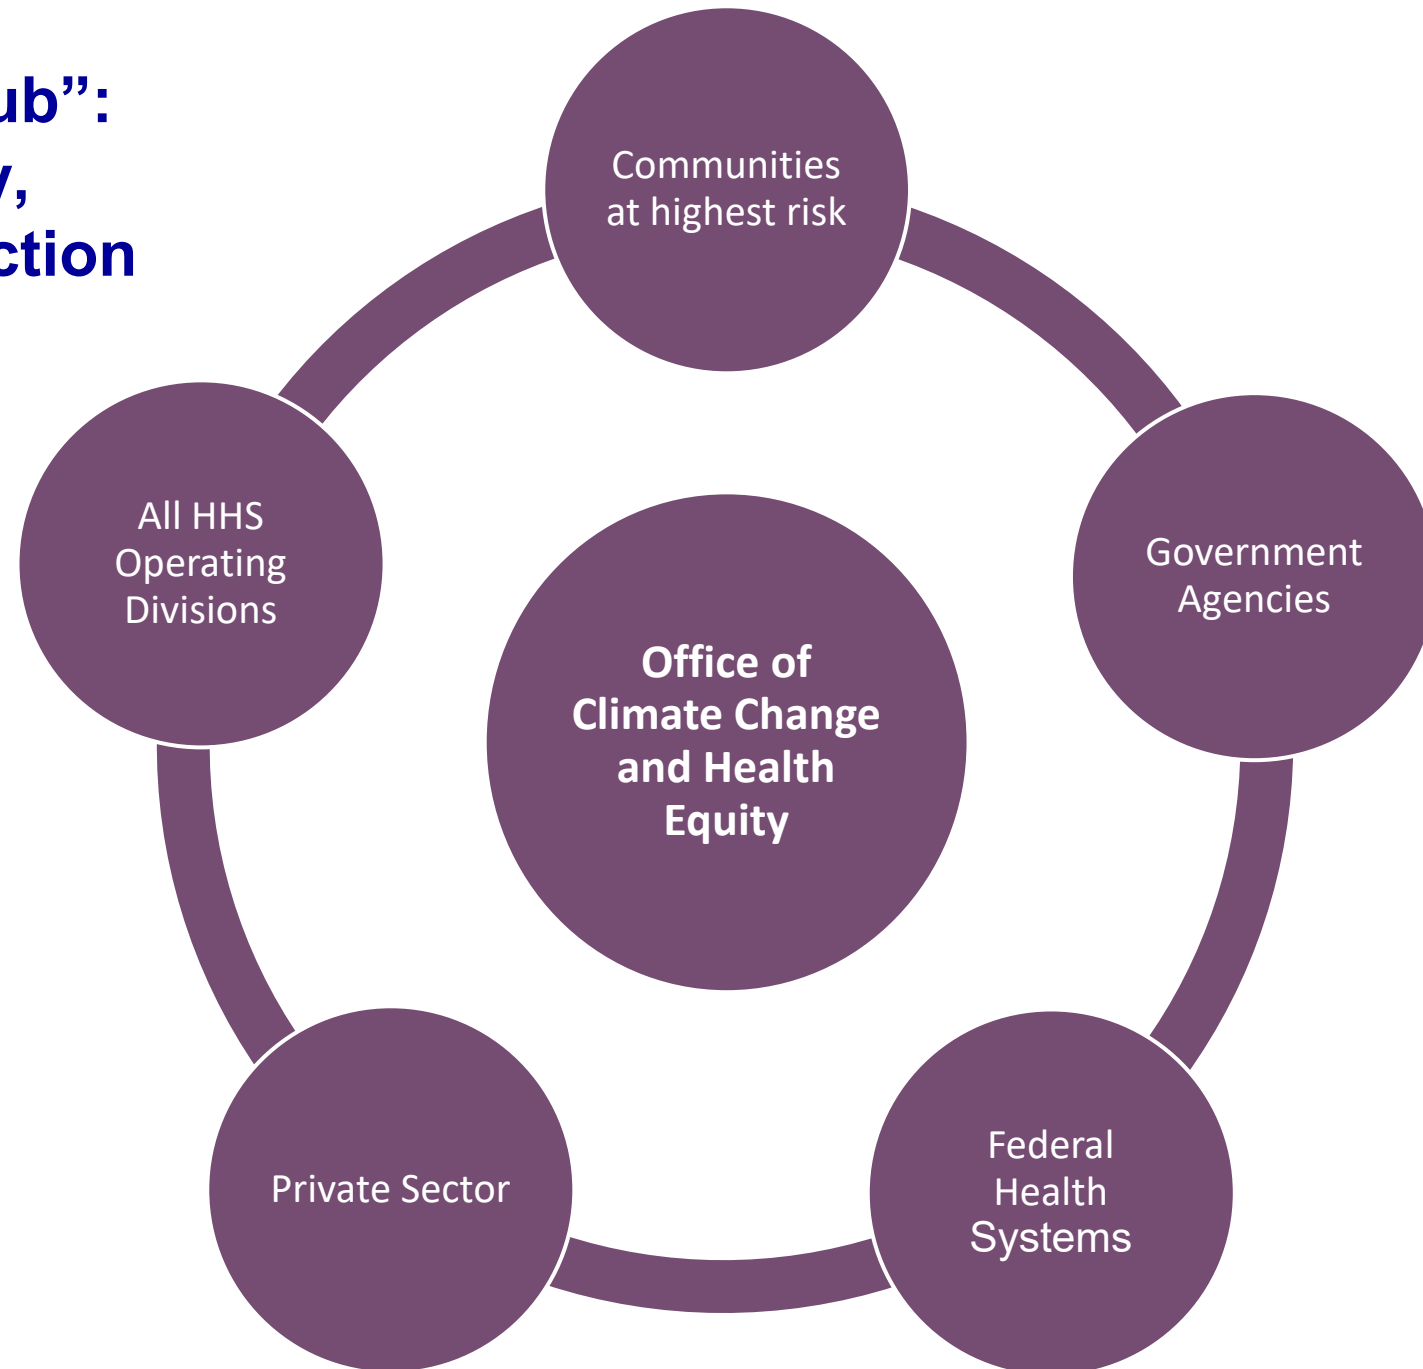 ub”:
y,
ction
Communities
at highest risk
All HHS
Operating
Divisions
Government
Agencies
Office of
Climate Change
and Health
Equity
Private Sector
Federal
Health
Systems